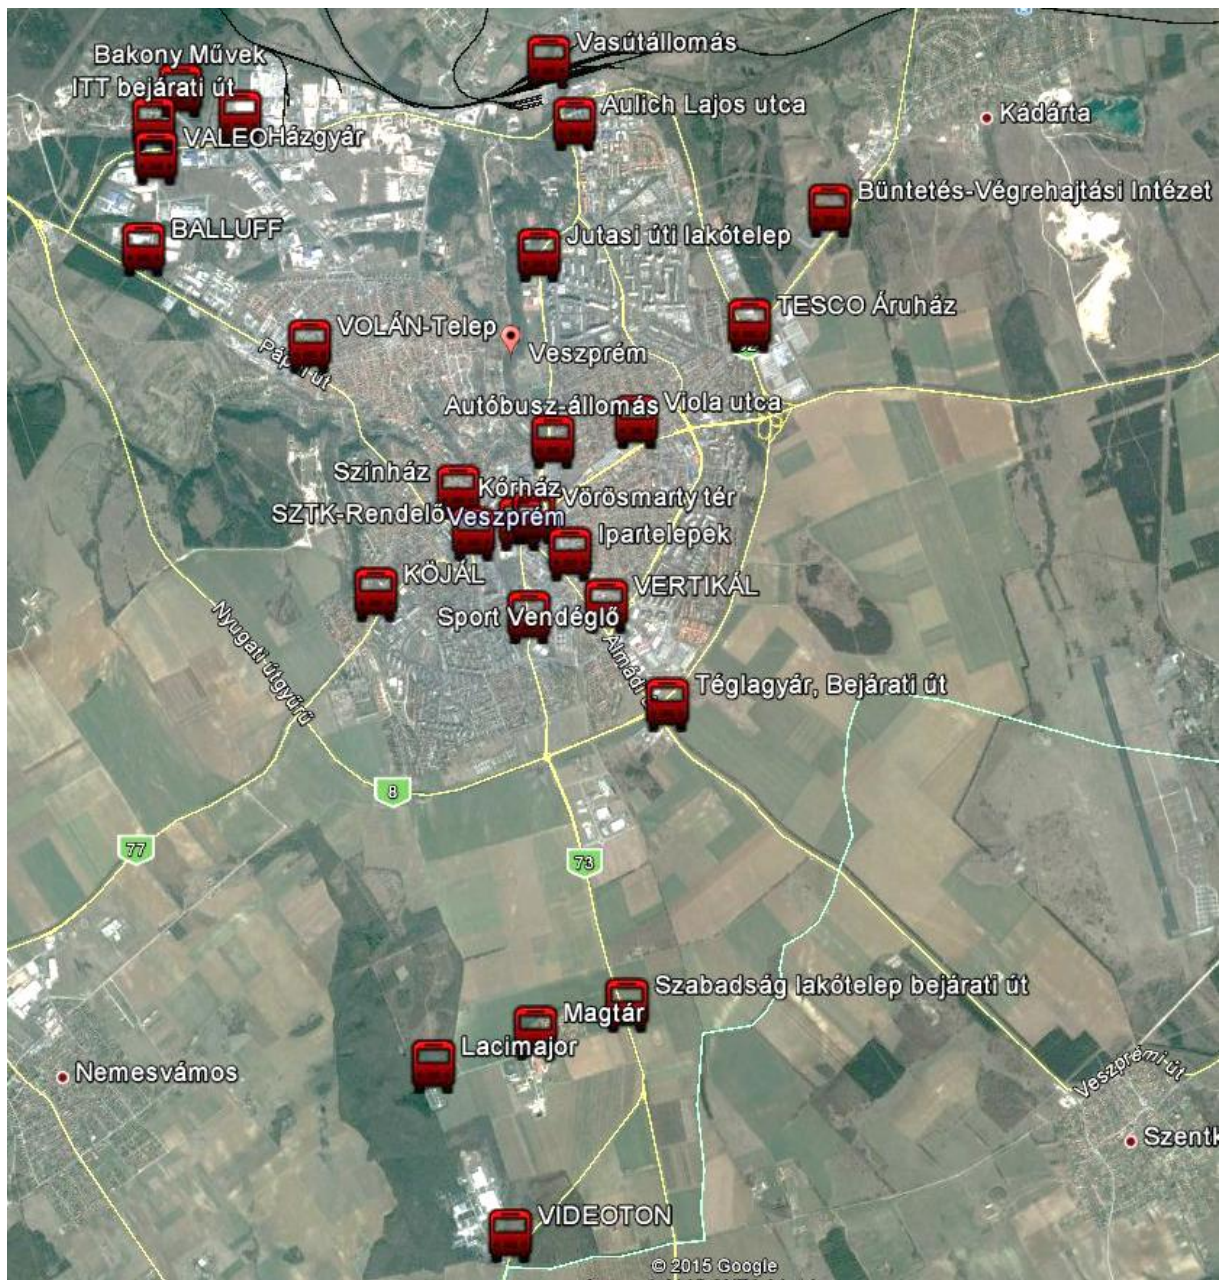 Vasútállomás
Bakony Művek
ITT bejárati út
Aulich Lajos utca
Kádárta
VALEO
Házgyár
Büntetés-Végrehajtási Intézet
BALLUFF
Jutasi úti lakótelep
TESCO Áruház
VOLÁN-Telep
Veszprém
Viola utca
Autóbusz-állomás
Színház
Kórház
Vörösmarty tér
SZTK-Rendelő
Veszprém
Ipartelepek
KÖJÁL
VERTIKÁL
Sport Vendéglő
Nyugati útgyűrű
Téglagyár, Bejárati út
8
77
73
Szabadság lakótelep bejárati út
Magtár
Lacimajor
Nemesvámos
Veszprémi út
Szentk
VIDEOTON
© 2015 Google